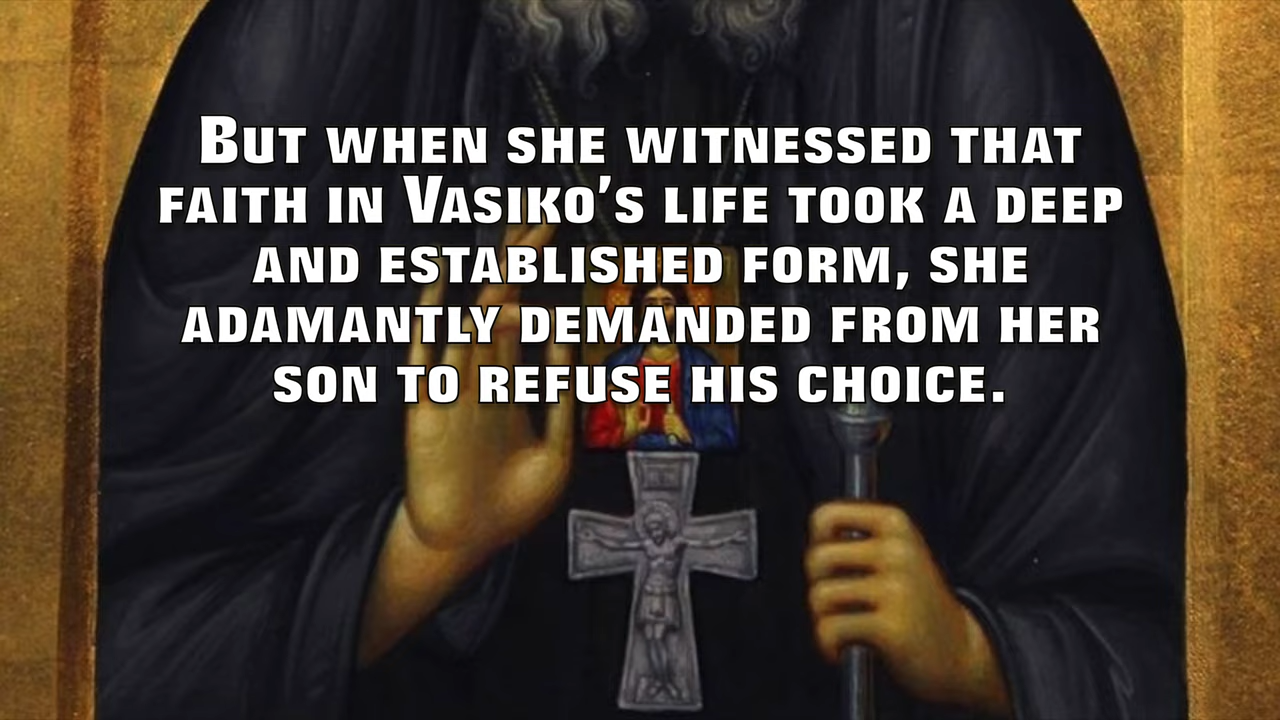 But when she witnessed that
faith in Vasiko's life took a deep
and established form, she
adamantly demanded from her
son to refuse his choice.